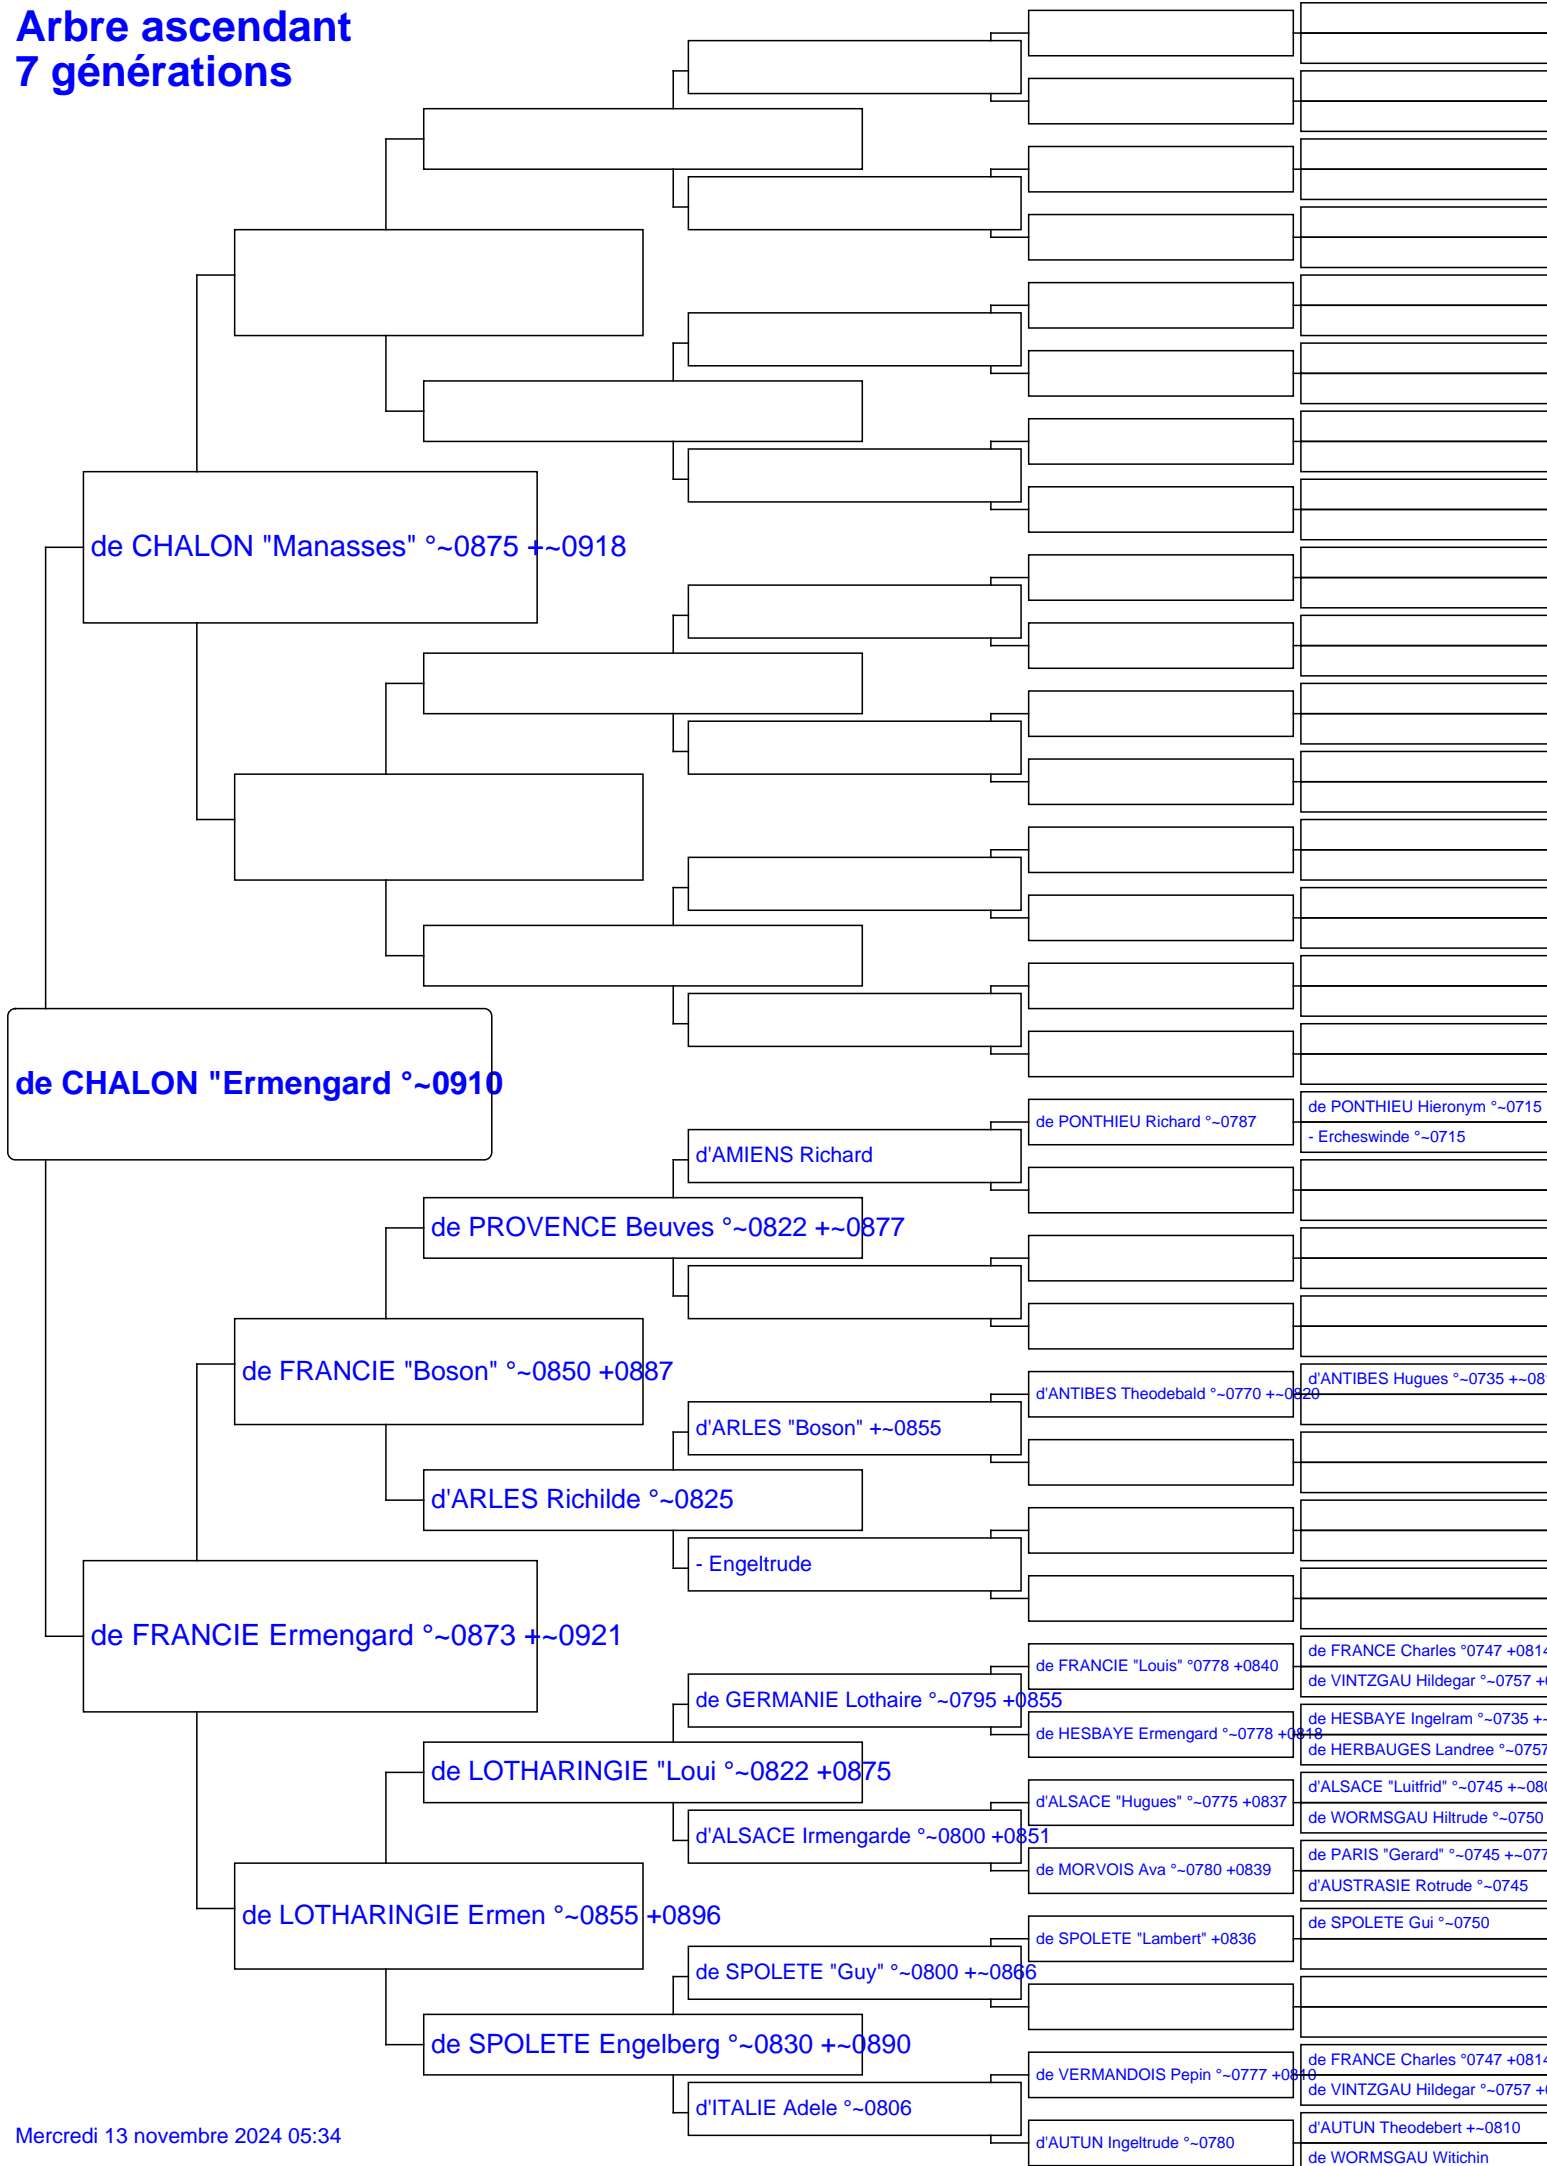 Arbre ascendant
7 générations
de CHALON "Manasses" °~0875 +~0918
de CHALON "Ermengard °~0910
de PONTHIEU Richard °~0787
de PONTHIEU Hieronym °~0715
- Ercheswinde °~0715
d'AMIENS Richard
de PROVENCE Beuves °~0822 +~0877
de FRANCIE "Boson" °~0850 +0887
d'ANTIBES Theodebald °~0770 +~0820
d'ANTIBES Hugues °~0735 +~08
d'ARLES "Boson" +~0855
d'ARLES Richilde °~0825
- Engeltrude
de FRANCIE Ermengard °~0873 +~0921
de FRANCIE "Louis" °0778 +0840
de FRANCE Charles °0747 +0814
de VINTZGAU Hildegar °~0757 +
de GERMANIE Lothaire °~0795 +0855
de HESBAYE Ermengard °~0778 +0818
de HESBAYE Ingelram °~0735 +~
de HERBAUGES Landree °~0757
de LOTHARINGIE "Loui °~0822 +0875
d'ALSACE "Hugues" °~0775 +0837
d'ALSACE "Luitfrid" °~0745 +~080
de WORMSGAU Hiltrude °~0750
d'ALSACE Irmengarde °~0800 +0851
de MORVOIS Ava °~0780 +0839
de PARIS "Gerard" °~0745 +~077
d'AUSTRASIE Rotrude °~0745
de LOTHARINGIE Ermen °~0855 +0896
de SPOLETE "Lambert" +0836
de SPOLETE Gui °~0750
de SPOLETE "Guy" °~0800 +~0866
de SPOLETE Engelberg °~0830 +~0890
de VERMANDOIS Pepin °~0777 +0810
de FRANCE Charles °0747 +0814
de VINTZGAU Hildegar °~0757 +
d'ITALIE Adele °~0806
d'AUTUN Ingeltrude °~0780
d'AUTUN Theodebert +~0810
de WORMSGAU Witichin
Mercredi 13 novembre 2024 05:34